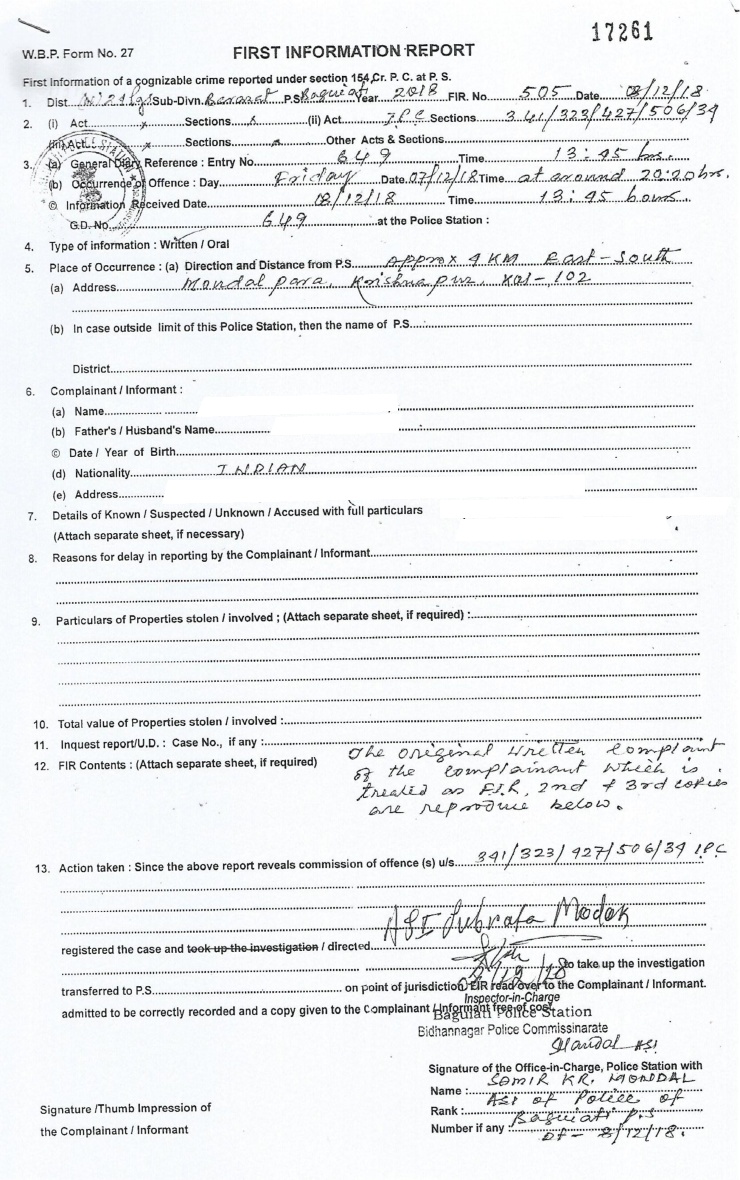 17261
W.B.P. Form No. 27
FIRST INFORMATION REPORT
First Information of a cognizable crime reported under section 154,Cr. P. C. at P. S.
1. Dist. Sub-Divn. Barasat P.S. Baguiati Year 2018 FIR. No. 505 Date 08/12/18
2. (i) Act x Sections x (ii) Act IPC Sections 341/323/427/506/34
(iii) Act x Sections x Other Acts & Sections
3. (a) General Diary Reference : Entry No. 649 Time 13:45 hrs.
(b) Occurrence of Offence : Day Friday Date 07/12/18 Time at around 20:20 hrs.
© Information Received Date 08/12/18 Time 13:45 hours
G.D. No. 649 at the Police Station :
4. Type of information : Written / Oral
5. Place of Occurrence : (a) Direction and Distance from P.S. Approx 4 KM East-South
(a) Address Mondal para, Krishnapur, Kol-102
(b) In case outside limit of this Police Station, then the name of P.S.
District
6. Complainant / Informant :
(a) Name
(b) Father's / Husband's Name
© Date / Year of Birth
(d) Nationality INDIAN
(e) Address
7. Details of Known / Suspected / Unknown / Accused with full particulars
(Attach separate sheet, if necessary)
8. Reasons for delay in reporting by the Complainant / Informant
9. Particulars of Properties stolen / involved ; (Attach separate sheet, if required) :
10. Total value of Properties stolen / involved :
11. Inquest report/U.D. : Case No., if any :
12. FIR Contents : (Attach separate sheet, if required) The original written complaint
of the complainant which is
treated as F.I.R, 2nd & 3rd copies
are reproduce below.
13. Action taken : Since the above report reveals commission of offence (s) u/s 341/323/427/506/34 IPC
ASI Subrata Modak
registered the case and took up the investigation / directed
8/12/18 to take up the investigation
transferred to P.S. on point of jurisdiction FIR read over to the Complainant / Informant.
admitted to be correctly recorded and a copy given to the Complainant / Informant free of cost
Inspector-in-Charge
Baguiati Police Station
Bidhannagar Police Commissinarate
SMandal ASI
Signature of the Office-in-Charge, Police Station with
Name : SAMIR KR. MONDAL
Rank : ASI of Police of
Number if any : Baguiati P.S
Dt- 8/12/18.
Signature /Thumb Impression of
the Complainant / Informant